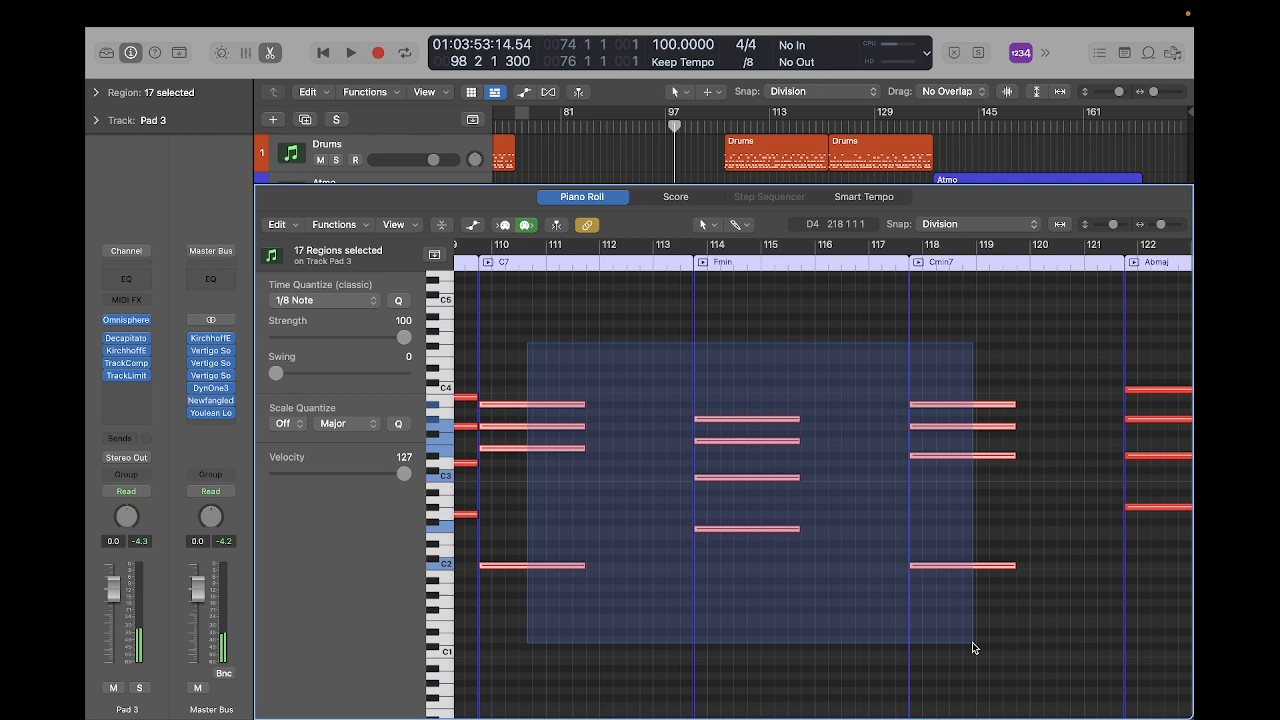 01:03:53:14.54
0074 1 1 001
100.0000
4/4
No In
CPU
1234
0098 2 1 300
0076 1 1 001
Keep Tempo
/8
No Out
HD
Region: 17 selected
Edit
Functions
View
Snap:
Division
Drag:
No Overlap
Track: Pad 3
81
97
113
129
145
161
S
1
Drums
M
S
R
Drums
Drums
Atmo
Atmo
Piano Roll
Score
Step Sequencer
Smart Tempo
Edit
Functions
View
D4 218 1 1 1
Snap:
Division
17 Regions selected
on Track Pad 3
9
110
111
112
113
114
115
116
117
118
119
120
121
122
C7
Fmin
Cmin7
Abmaj
Channel
Master Bus
EQ
EQ
MIDI FX
Omnisphere
Decapitato
KirchhoffE
KirchhoffE
Vertigo So
TrackComp
Vertigo So
TrackLimit
Vertigo So
DynOne3
Newfangled
Youlean Lo
Sends
Stereo Out
Group
Group
Read
Read
0.0
-4.3
0.0
-4.2
Bnc
M
S
M
Pad 3
Master Bus
Time Quantize (classic)
1/8 Note
Q
Strength
100
Swing
0
Scale Quantize
Off
Major
Q
Velocity
127
C5
C4
C3
C2
C1